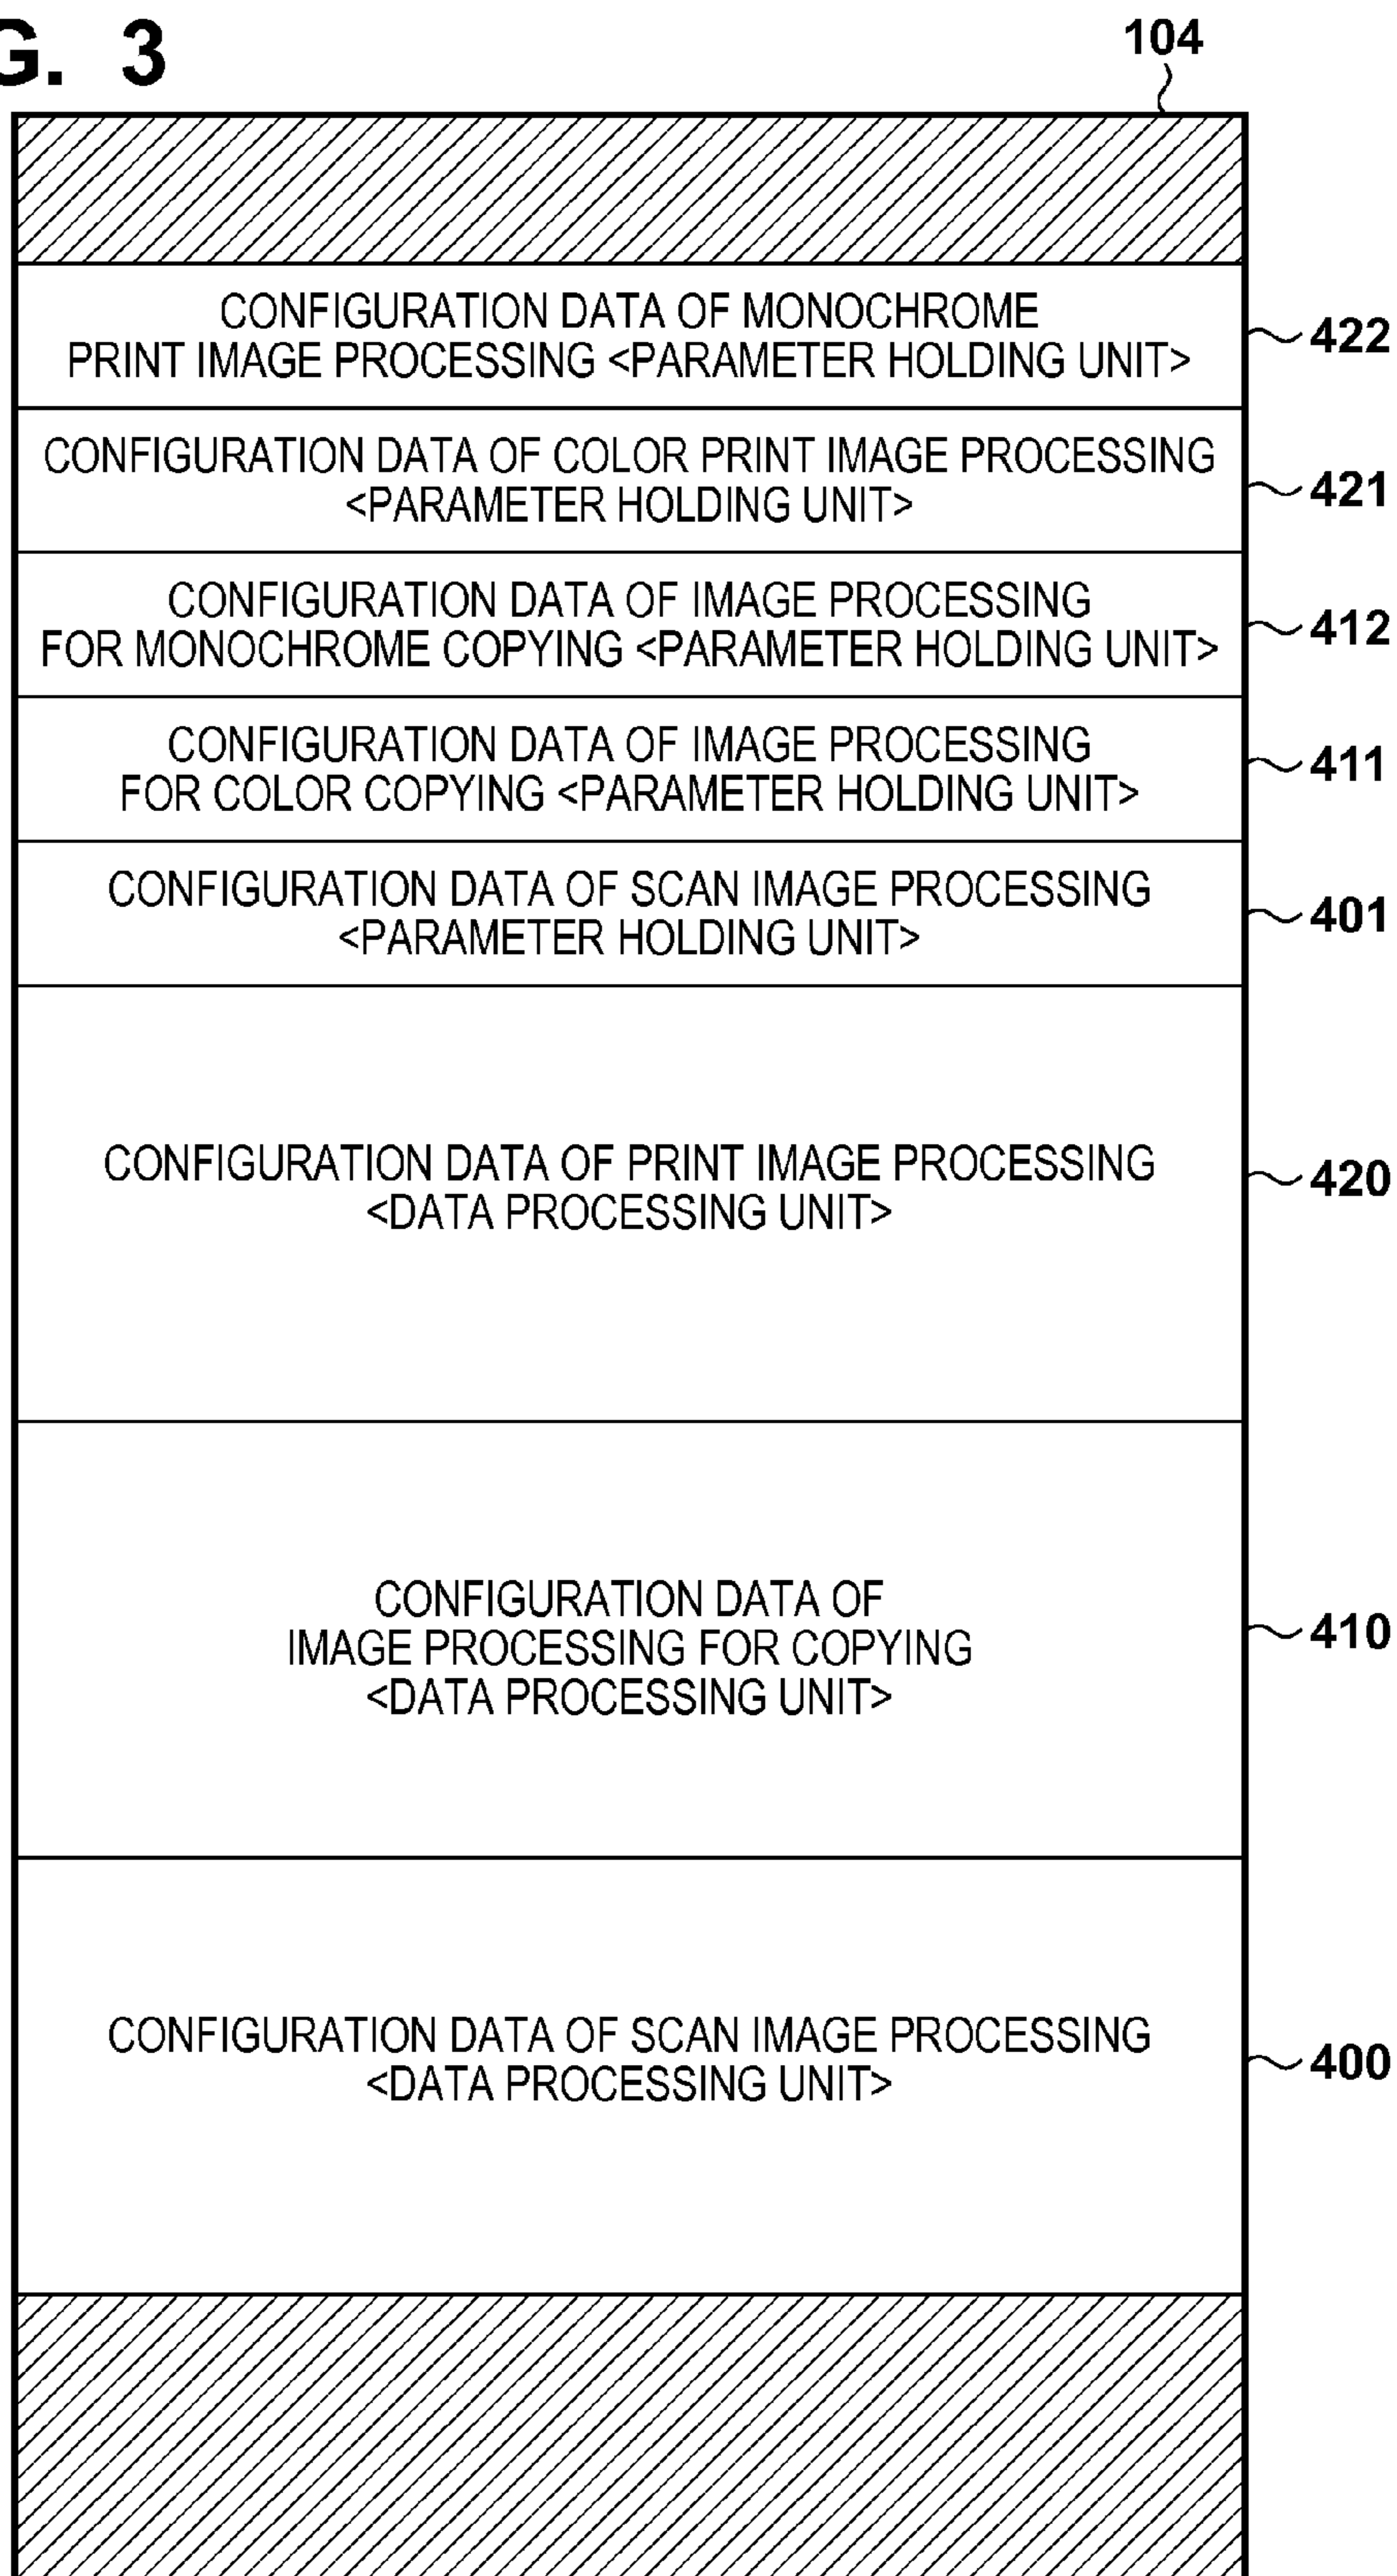 G. 3
104
CONFIGURATION DATA OF MONOCHROME
PRINT IMAGE PROCESSING <PARAMETER HOLDING UNIT>
422
CONFIGURATION DATA OF COLOR PRINT IMAGE PROCESSING
<PARAMETER HOLDING UNIT>
421
CONFIGURATION DATA OF IMAGE PROCESSING
FOR MONOCHROME COPYING <PARAMETER HOLDING UNIT>
412
CONFIGURATION DATA OF IMAGE PROCESSING
FOR COLOR COPYING <PARAMETER HOLDING UNIT>
411
CONFIGURATION DATA OF SCAN IMAGE PROCESSING
<PARAMETER HOLDING UNIT>
401
CONFIGURATION DATA OF PRINT IMAGE PROCESSING
<DATA PROCESSING UNIT>
420
CONFIGURATION DATA OF
IMAGE PROCESSING FOR COPYING
<DATA PROCESSING UNIT>
410
CONFIGURATION DATA OF SCAN IMAGE PROCESSING
<DATA PROCESSING UNIT>
400